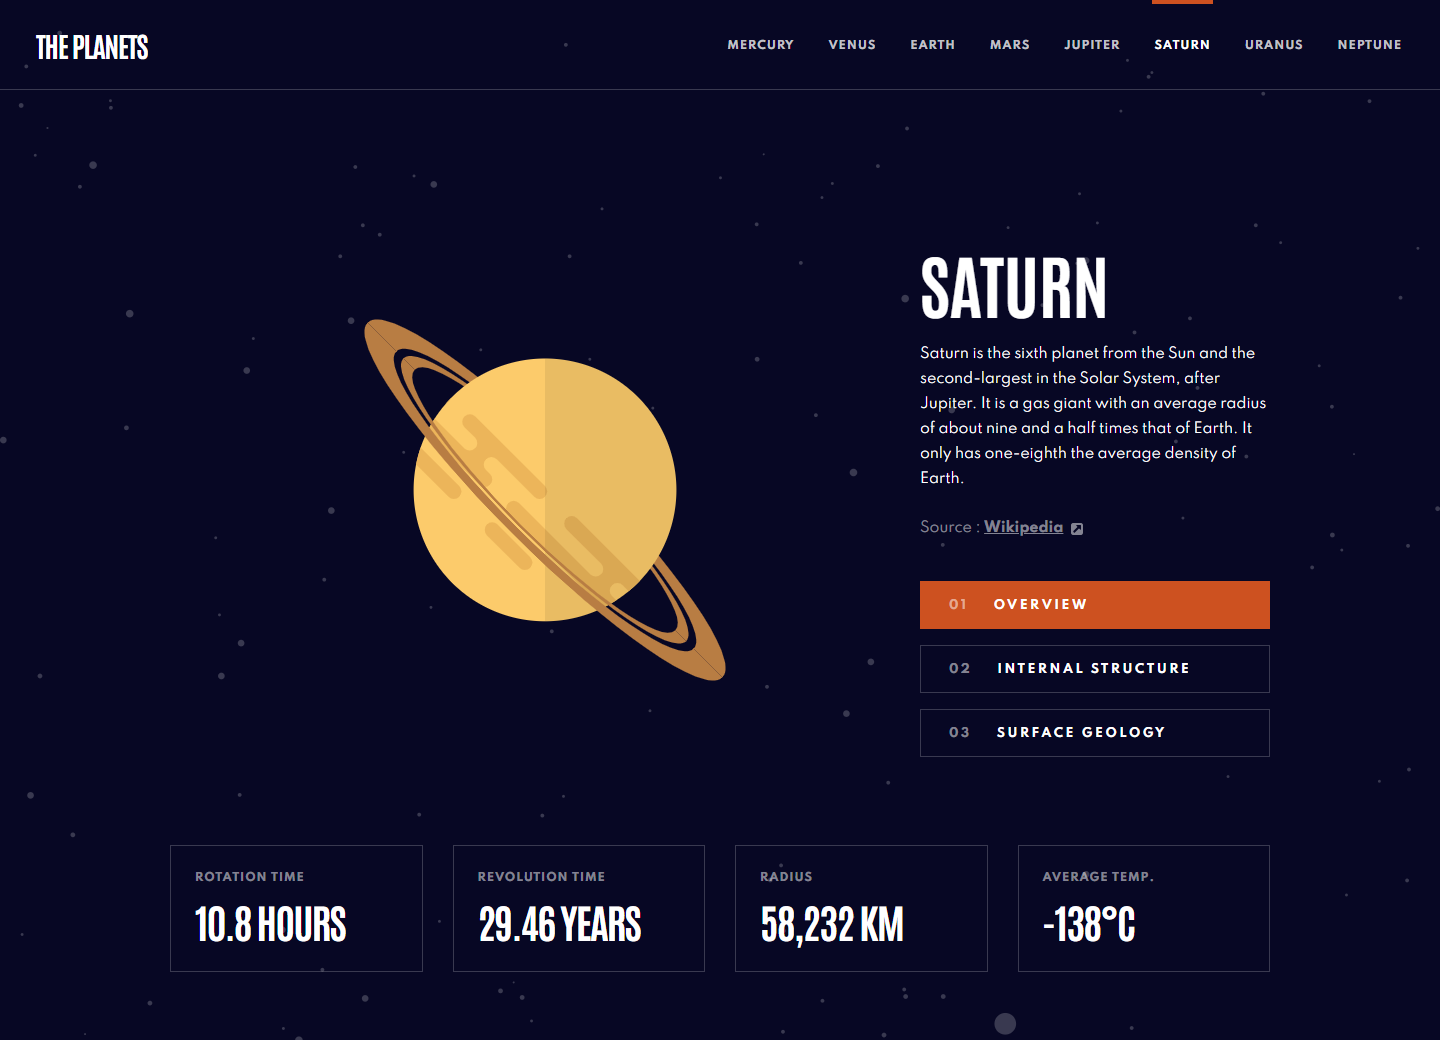 THE PLANETS
MERCURY VENUS EARTH MARS JUPITER SATURN URANUS NEPTUNE
SATURN
Saturn is the sixth planet from the Sun and the
second-largest in the Solar System, after
Jupiter. It is a gas giant with an average radius
of about nine and a half times that of Earth. It
only has one-eighth the average density of
Earth.
Source : Wikipedia
01 OVERVIEW
02 INTERNAL STRUCTURE
03 SURFACE GEOLOGY
ROTATION TIME
10.8 HOURS
REVOLUTION TIME
29.46 YEARS
RADIUS
58,232 KM
AVERAGE TEMP.
-138°C